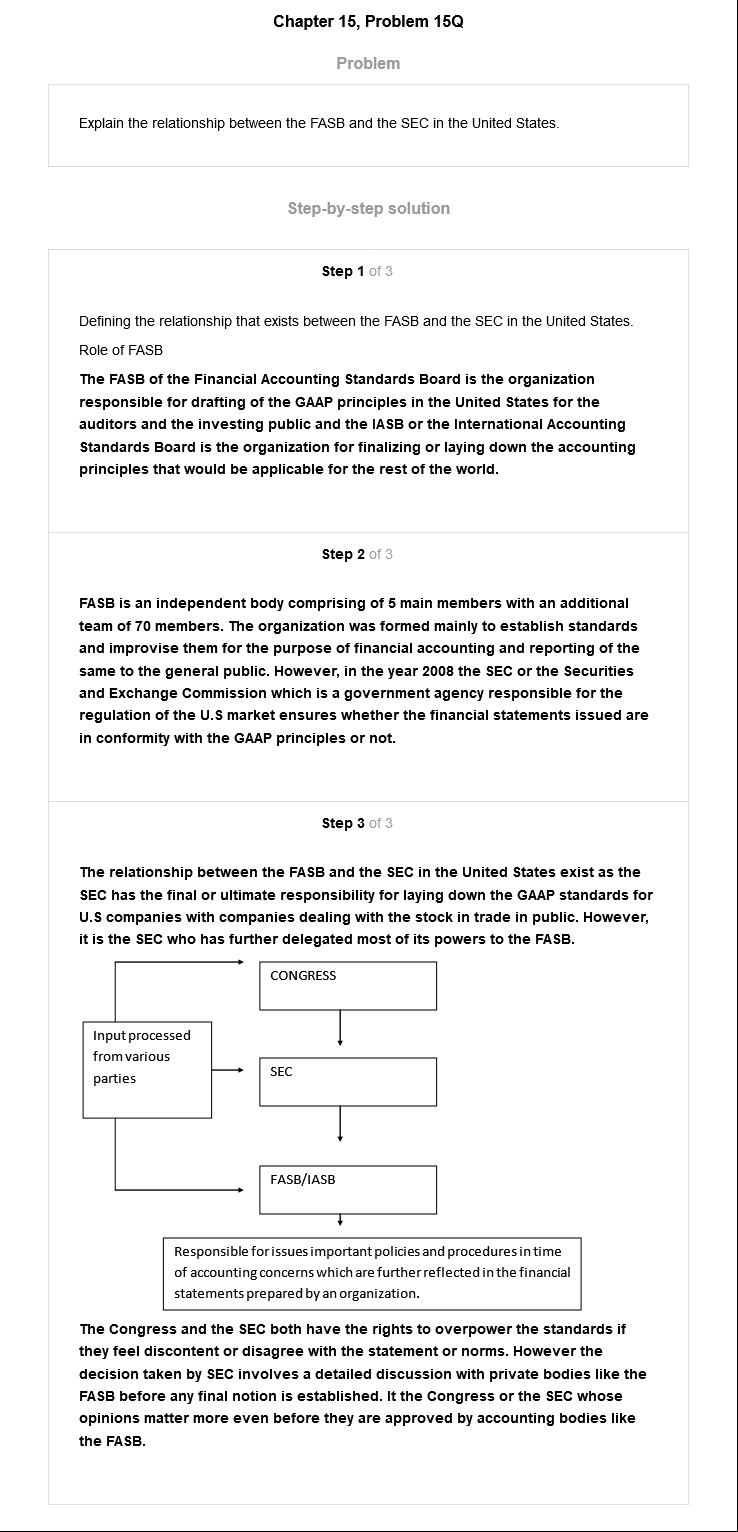 Chapter 15, Problem 15Q
Problem
Explain the relationship between the FASB and the SEC in the United States.
Step-by-step solution
Step 1 of 3
Defining the relationship that exists between the FASB and the SEC in the United States.
Role of FASB
The FASB of the Financial Accounting Standards Board is the organization
responsible for drafting of the GAAP principles in the United States for the
auditors and the investing public and the IASB or the International Accounting
Standards Board is the organization for finalizing or laying down the accounting
principles that would be applicable for the rest of the world.
Step 2 of 3
FASB is an independent body comprising of 5 main members with an additional
team of 70 members. The organization was formed mainly to establish standards
and improvise them for the purpose of financial accounting and reporting of the
same to the general public. However, in the year 2008 the SEC or the Securities
and Exchange Commission which is a government agency responsible for the
regulation of the U.S market ensures whether the financial statements issued are
in conformity with the GAAP principles or not.
Step 3 of 3
The relationship between the FASB and the SEC in the United States exist as the
SEC has the final or ultimate responsibility for laying down the GAAP standards for
U.S companies with companies dealing with the stock in trade in public. However,
it is the SEC who has further delegated most of its powers to the FASB.
CONGRESS
Input processed
from various
parties
SEC
FASB/IASB
Responsible for issues important policies and procedures in time
of accounting concerns which are further reflected in the financial
statements prepared by an organization.
The Congress and the SEC both have the rights to overpower the standards if
they feel discontent or disagree with the statement or norms. However the
decision taken by SEC involves a detailed discussion with private bodies like the
FASB before any final notion is established. It the Congress or the SEC whose
opinions matter more even before they are approved by accounting bodies like
the FASB.